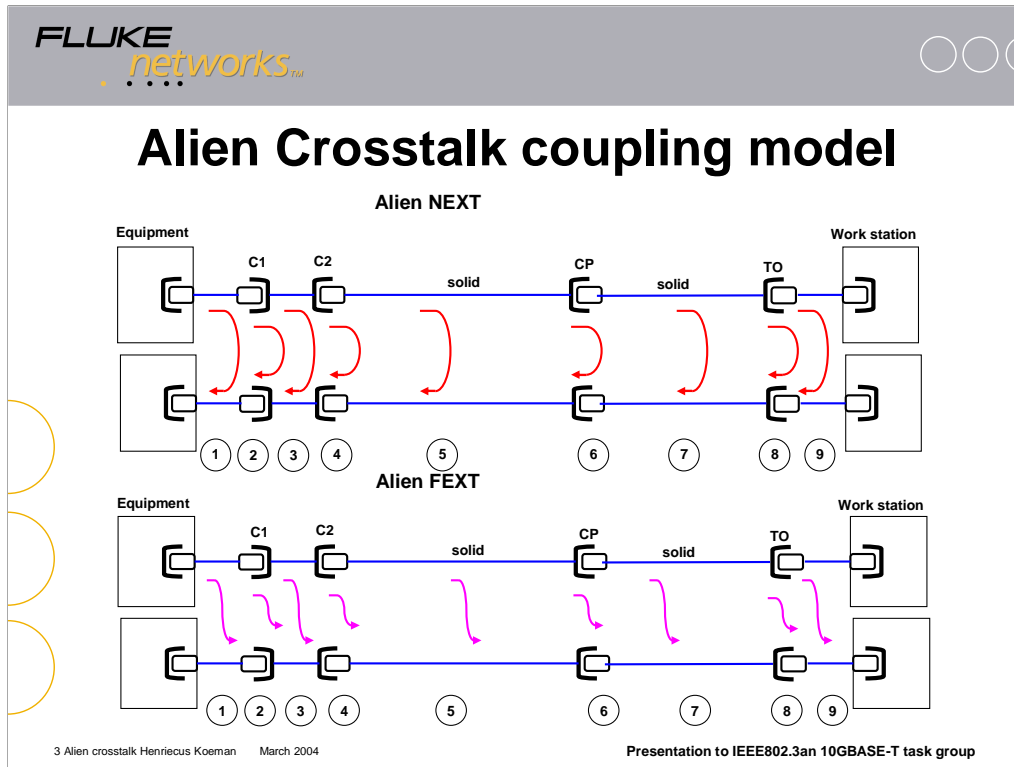 FLUKE
networks™
Alien Crosstalk coupling model
Alien NEXT
Equipment
Work station
C1
C2
solid
CP
solid
TO
1 2 3 4 5 6 7 8 9
Alien FEXT
Equipment
Work station
C1
C2
solid
CP
solid
TO
1 2 3 4 5 6 7 8 9
3 Alien crosstalk Henriecus Koeman March 2004
Presentation to IEEE802.3an 10GBASE-T task group